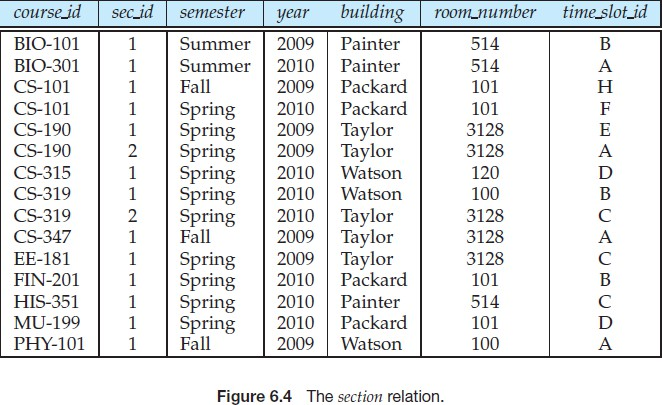 course_id sec_id semester year building room_number time_slot_id
BIO-101 1 Summer 2009 Painter 514 B
BIO-301 1 Summer 2010 Painter 514 A
CS-101 1 Fall 2009 Packard 101 H
CS-101 1 Spring 2010 Packard 101 F
CS-190 1 Spring 2009 Taylor 3128 E
CS-190 2 Spring 2009 Taylor 3128 A
CS-315 1 Spring 2010 Watson 120 D
CS-319 1 Spring 2010 Watson 100 B
CS-319 2 Spring 2010 Taylor 3128 C
CS-347 1 Fall 2009 Taylor 3128 A
EE-181 1 Spring 2009 Taylor 3128 C
FIN-201 1 Spring 2010 Packard 101 B
HIS-351 1 Spring 2010 Painter 514 C
MU-199 1 Spring 2010 Packard 101 D
PHY-101 1 Fall 2009 Watson 100 A
Figure 6.4 The section relation.